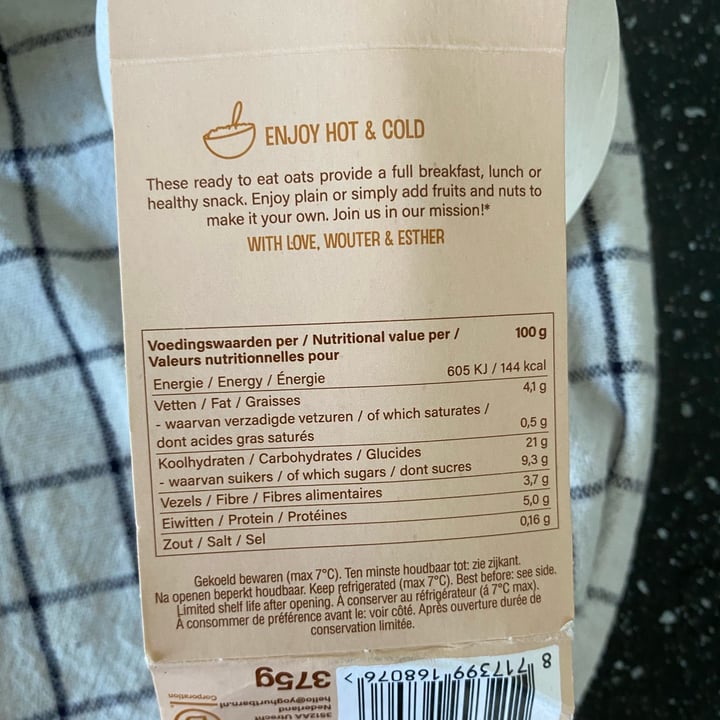 ENJOY HOT & COLD
These ready to eat oats provide a full breakfast, lunch or
healthy snack. Enjoy plain or simply add fruits and nuts to
make it your own. Join us in our mission!*
WITH LOVE, WOUTER & ESTHER
Voedingswaarden per / Nutritional value per /
Valeurs nutritionnelles pour 100 g
Energie / Energy / Énergie 605 KJ / 144 kcal
Vetten / Fat / Graisses 4,1 g
- waarvan verzadigde vetzuren / of which saturates /
dont acides gras saturés 0,5 g
Koolhydraten / Carbohydrates / Glucides 21 g
- waarvan suikers / of which sugars / dont sucres 9,3 g
Vezels / Fibre / Fibres alimentaires 3,7 g
Eiwitten / Protein / Protéines 5,0 g
Zout / Salt / Sel 0,16 g
Gekoeld bewaren (max 7°C). Ten minste houdbaar tot: zie zijkant.
Na openen beperkt houdbaar. Keep refrigerated (max 7°C). Best before: see side.
Limited shelf life after opening. À conserver au réfrigérateur (á 7°C max).
À consommer de préférence avant le: voir côté. Après ouverture durée de
conservation limitée.
8 717399 168076 >
375g
3512AA Utrecht
Nederland
hello@yoghurtbarn.nl
Corporation